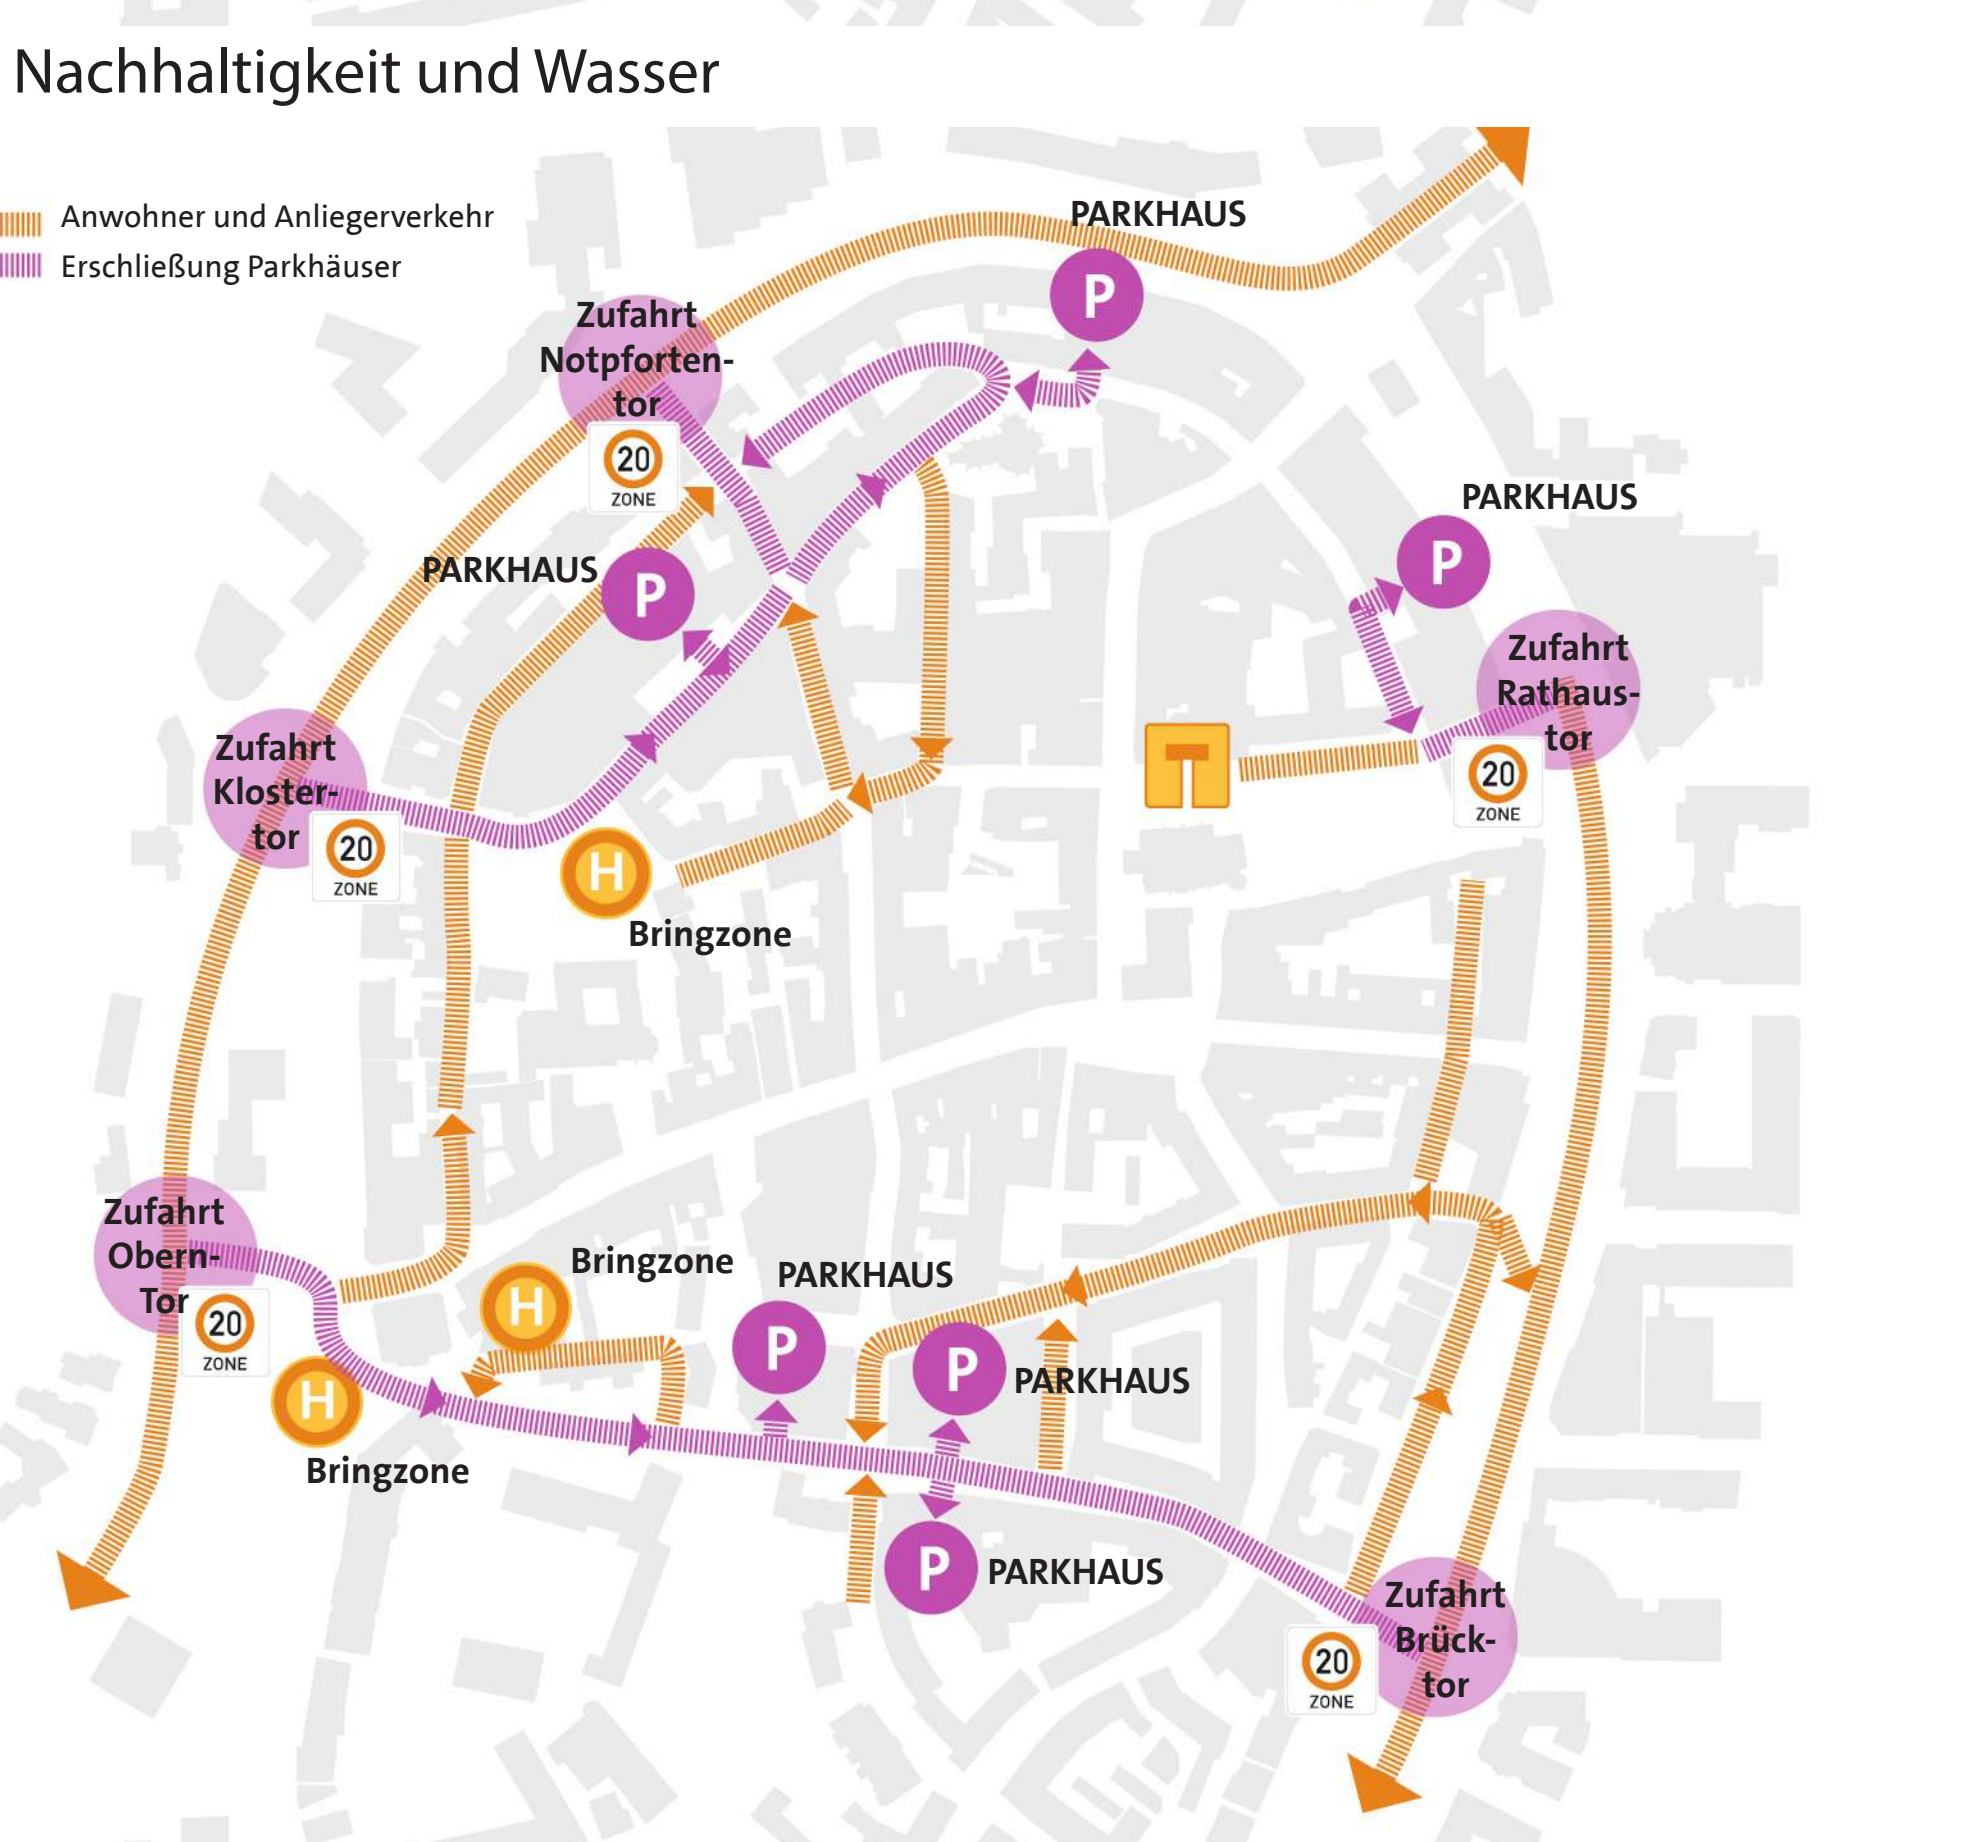 Nachhaltigkeit und Wasser
Anwohner und Anliegerverkehr
Erschließung Parkhäuser
PARKHAUS
P
Zufahrt
Notpforten-
tor
20
ZONE
PARKHAUS
P
PARKHAUS
P
Zufahrt
Rathaus-
tor
20
ZONE
Zufahrt
Kloster-
tor
20
ZONE
H
Bringzone
Zufahrt
Obern-
Tor
20
ZONE
H
Bringzone
H
Bringzone
PARKHAUS
P
P
PARKHAUS
P
PARKHAUS
Zufahrt
Brück-
tor
20
ZONE